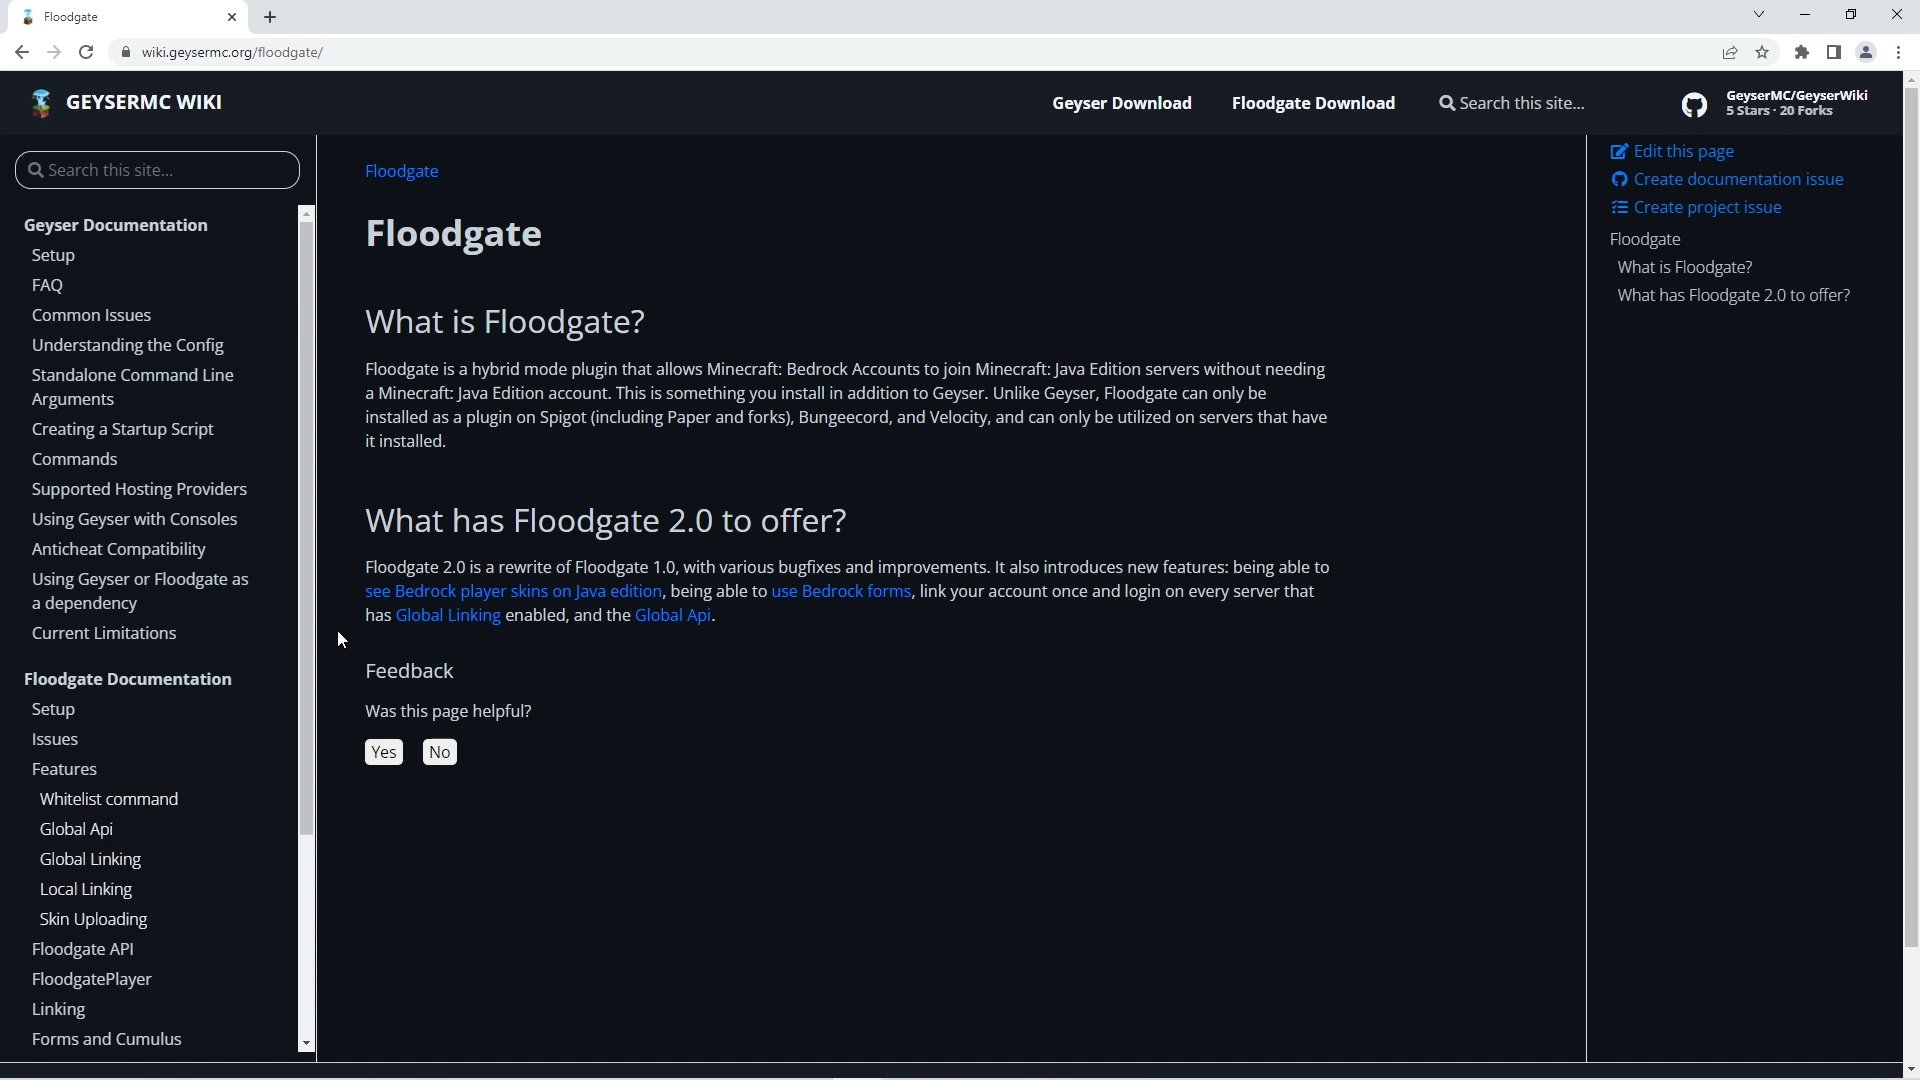 Floodgate
wiki.geysermc.org/floodgate/
GEYSERMC WIKI
Geyser Download
Floodgate Download
Search this site...
GeyserMC/GeyserWiki
5 Stars · 20 Forks
Search this site...
Geyser Documentation
Setup
FAQ
Common Issues
Understanding the Config
Standalone Command Line
Arguments
Creating a Startup Script
Commands
Supported Hosting Providers
Using Geyser with Consoles
Anticheat Compatibility
Using Geyser or Floodgate as
a dependency
Current Limitations
Floodgate Documentation
Setup
Issues
Features
Whitelist command
Global Api
Global Linking
Local Linking
Skin Uploading
Floodgate API
FloodgatePlayer
Linking
Forms and Cumulus
Floodgate
Floodgate
What is Floodgate?
Floodgate is a hybrid mode plugin that allows Minecraft: Bedrock Accounts to join Minecraft: Java Edition servers without needing
a Minecraft: Java Edition account. This is something you install in addition to Geyser. Unlike Geyser, Floodgate can only be
installed as a plugin on Spigot (including Paper and forks), Bungeecord, and Velocity, and can only be utilized on servers that have
it installed.
What has Floodgate 2.0 to offer?
Floodgate 2.0 is a rewrite of Floodgate 1.0, with various bugfixes and improvements. It also introduces new features: being able to
see Bedrock player skins on Java edition, being able to use Bedrock forms, link your account once and login on every server that
has Global Linking enabled, and the Global Api.
Feedback
Was this page helpful?
Yes
No
Edit this page
Create documentation issue
Create project issue
Floodgate
What is Floodgate?
What has Floodgate 2.0 to offer?